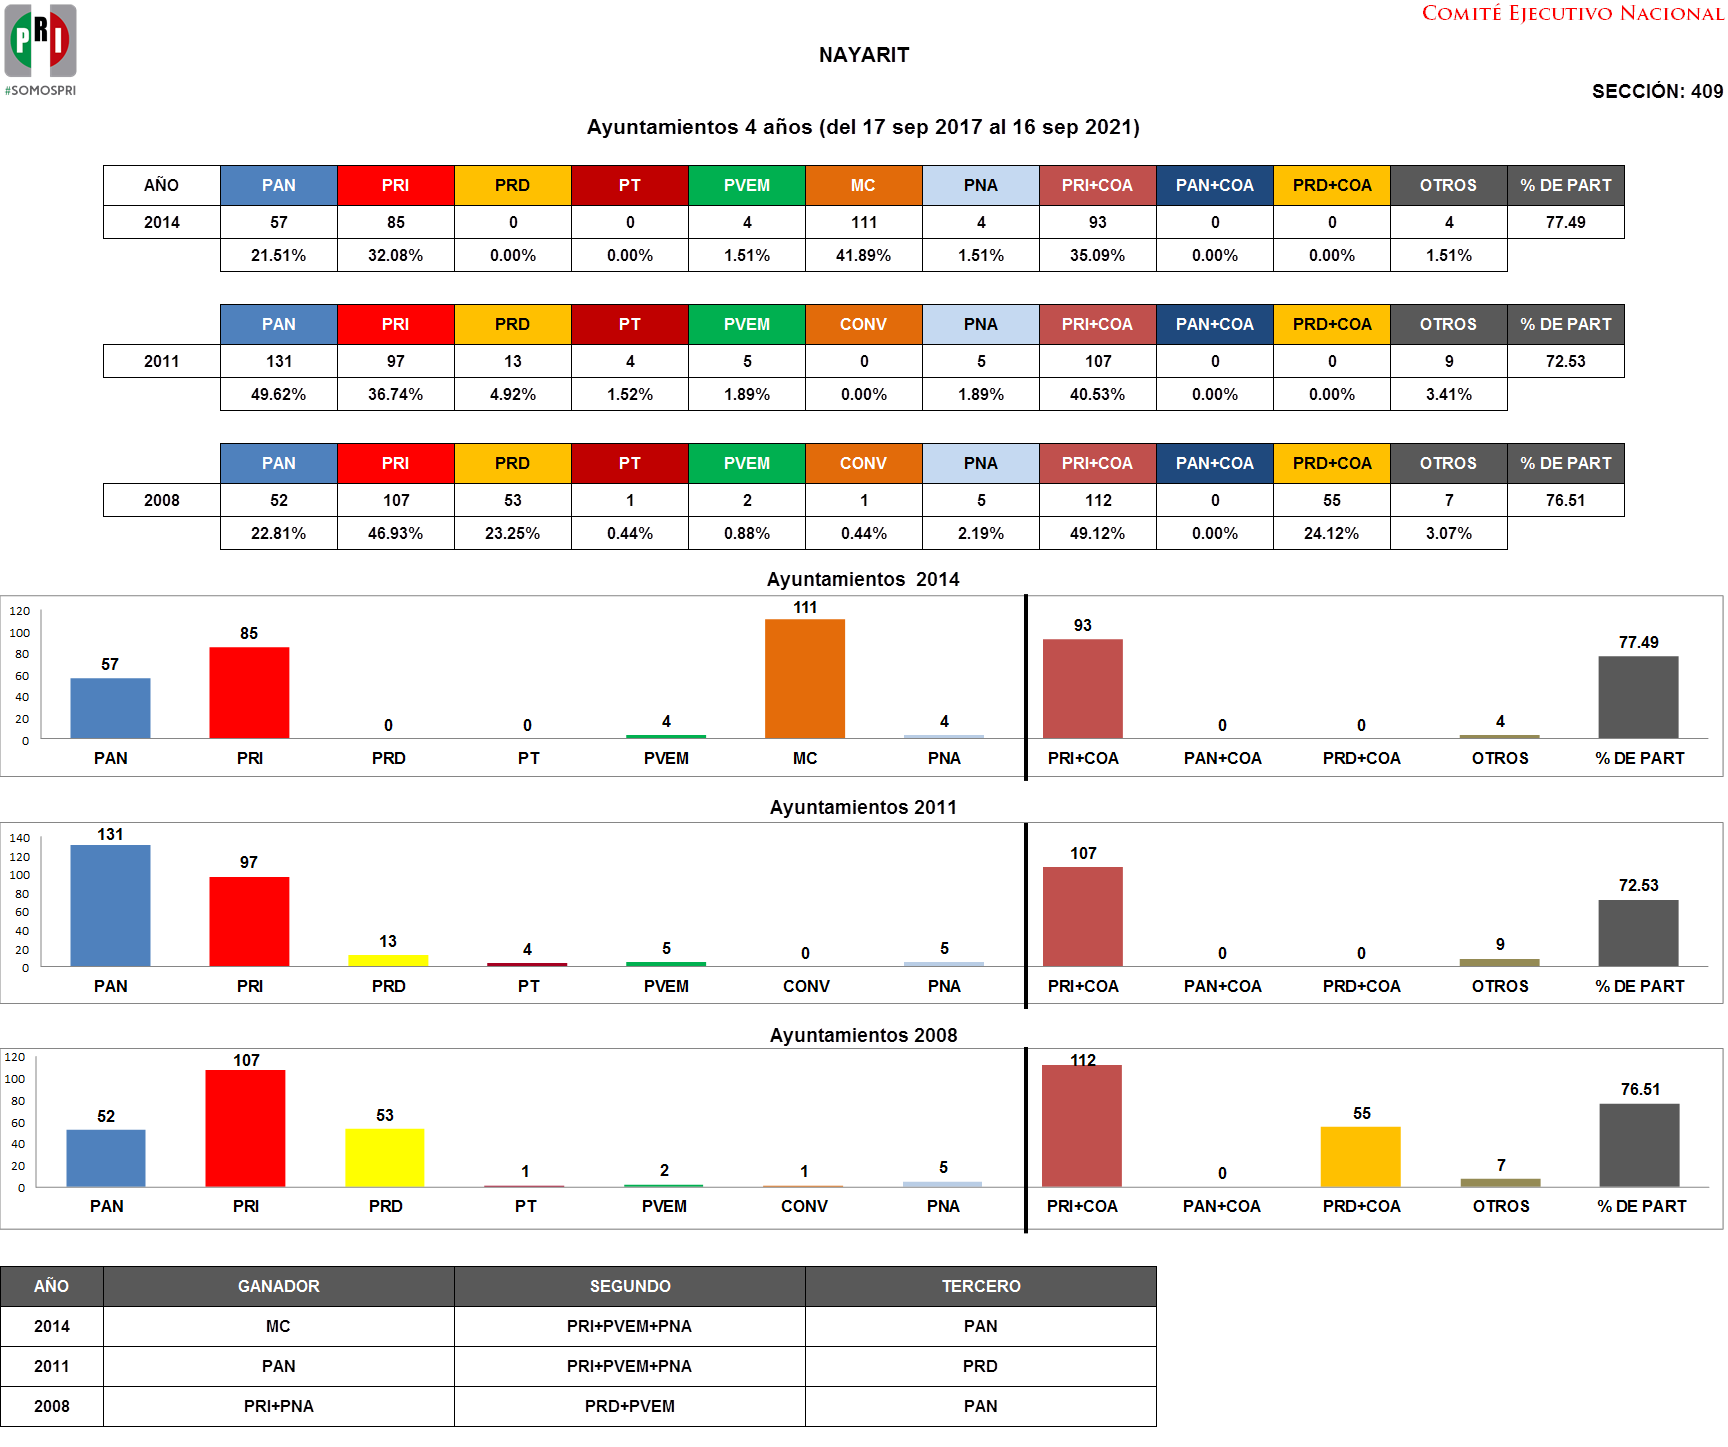 PRI
#SOMOSPRI
COMITÉ EJECUTIVO NACIONAL
NAYARIT
SECCIÓN: 409
Ayuntamientos 4 años (del 17 sep 2017 al 16 sep 2021)
AÑO PAN PRI PRD PT PVEM MC PNA PRI+COA PAN+COA PRD+COA OTROS % DE PART
2014 57 85 0 0 4 111 4 93 0 0 4 77.49
21.51% 32.08% 0.00% 0.00% 1.51% 41.89% 1.51% 35.09% 0.00% 0.00% 1.51%
PAN PRI PRD PT PVEM CONV PNA PRI+COA PAN+COA PRD+COA OTROS % DE PART
2011 131 97 13 4 5 0 5 107 0 0 9 72.53
49.62% 36.74% 4.92% 1.52% 1.89% 0.00% 1.89% 40.53% 0.00% 0.00% 3.41%
PAN PRI PRD PT PVEM CONV PNA PRI+COA PAN+COA PRD+COA OTROS % DE PART
2008 52 107 53 1 2 1 5 112 0 55 7 76.51
22.81% 46.93% 23.25% 0.44% 0.88% 0.44% 2.19% 49.12% 0.00% 24.12% 3.07%
Ayuntamientos 2014
120
100
80
60
40
20
0
57 85 0 0 4 111 4 93 0 0 4 77.49
PAN PRI PRD PT PVEM MC PNA PRI+COA PAN+COA PRD+COA OTROS % DE PART
Ayuntamientos 2011
140
120
100
80
60
40
20
0
131 97 13 4 5 0 5 107 0 0 9 72.53
PAN PRI PRD PT PVEM CONV PNA PRI+COA PAN+COA PRD+COA OTROS % DE PART
Ayuntamientos 2008
120
100
80
60
40
20
0
52 107 53 1 2 1 5 112 0 55 7 76.51
PAN PRI PRD PT PVEM CONV PNA PRI+COA PAN+COA PRD+COA OTROS % DE PART
AÑO GANADOR SEGUNDO TERCERO
2014 MC PRI+PVEM+PNA PAN
2011 PAN PRI+PVEM+PNA PRD
2008 PRI+PNA PRD+PVEM PAN